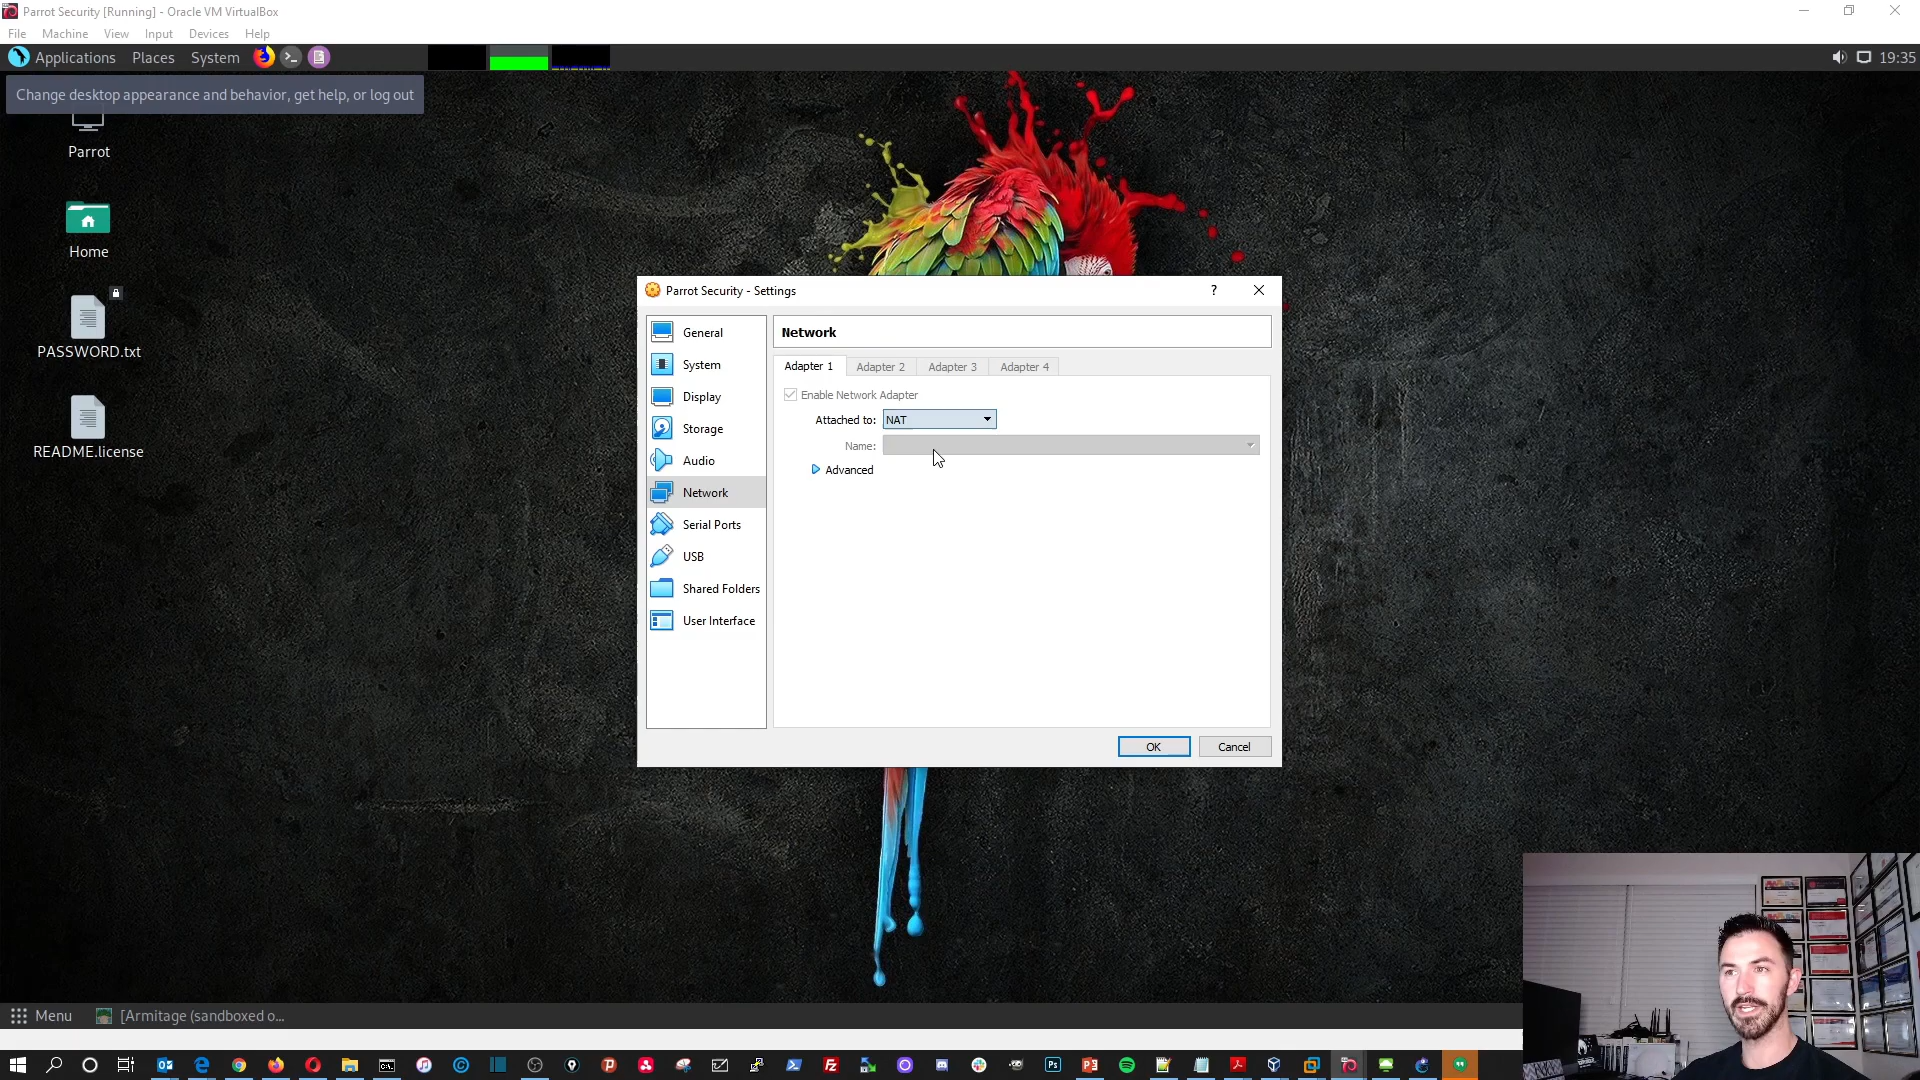 Parrot Security [Running] - Oracle VM VirtualBox
File Machine View Input Devices Help
Applications Places System 19:35
Change desktop appearance and behavior, get help, or log out
Parrot
Home
PASSWORD.txt
README.license
Parrot Security - Settings
?
General
System
Display
Storage
Audio
Network
Serial Ports
USB
Shared Folders
User Interface
Network
Adapter 1 Adapter 2 Adapter 3 Adapter 4
Enable Network Adapter
Attached to: NAT
Name:
Advanced
OK Cancel
Menu [Armitage (sandboxed o...